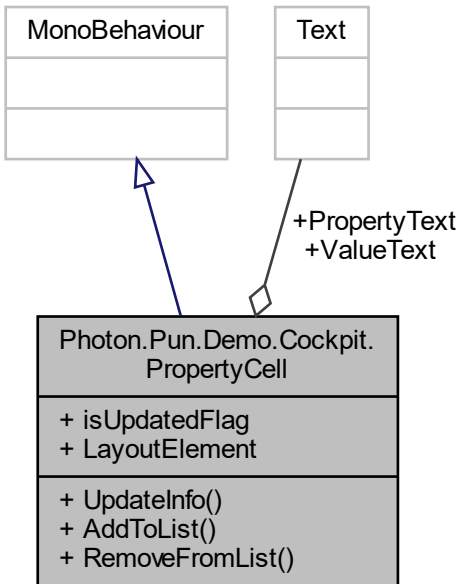 MonoBehaviour
Text
+PropertyText
+ValueText
Photon.Pun.Demo.Cockpit.
PropertyCell
+ isUpdatedFlag
+ LayoutElement
+ UpdateInfo()
+ AddToList()
+ RemoveFromList()